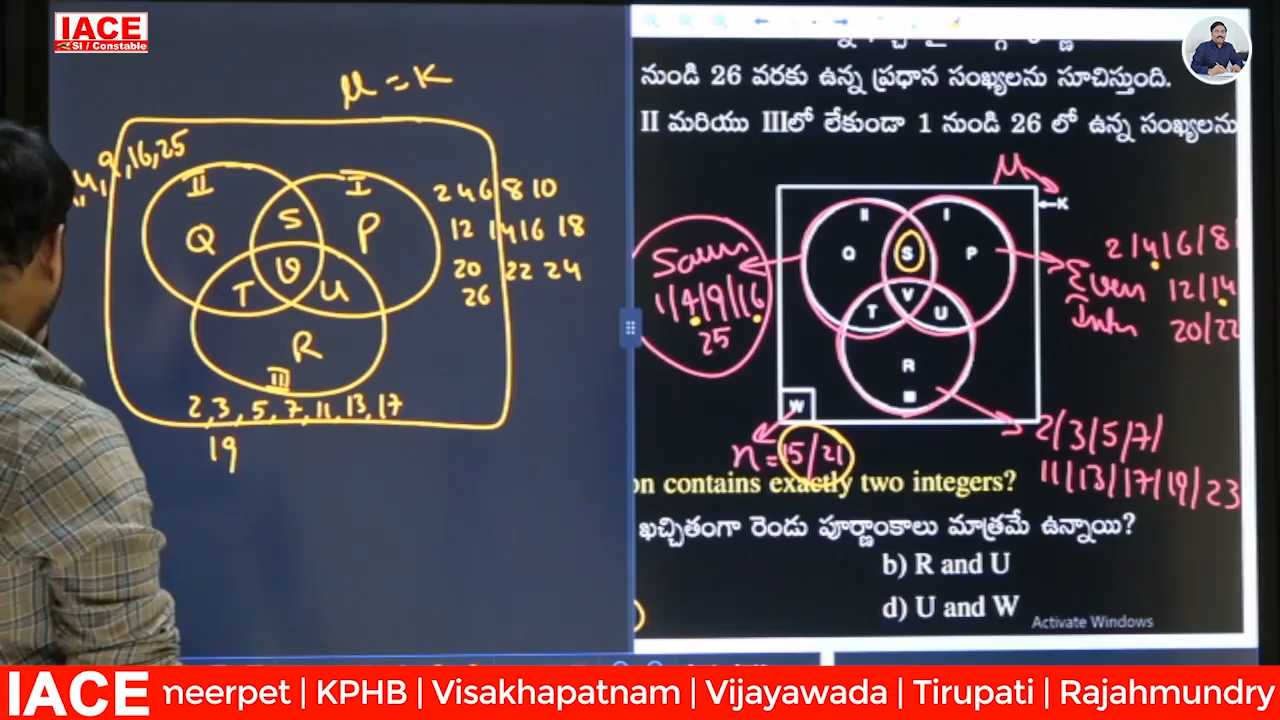 IACE
SI / Constable
μ = K
4, 9, 16, 25
II
I
Q
S
P
V
T
U
R
III
2 4 6 8 10
12 14 16 18
20 22 24
26
2, 3, 5, 7, 11, 13, 17
19
నుండి 26 వరకు ఉన్న ప్రధాన సంఖ్యలను సూచిస్తుంది.
II మరియు IIIలో లేకుండా 1 నుండి 26 లో ఉన్న సంఖ్యలను
μ
K
II
I
Q
S
P
V
T
U
R
W
1/4/9/16
25
2/4/6/8/
Even 12/14
20/22
2/3/5/7/
11/13/17/19/23
n = 15/21
on contains exactly two integers?
ఖచ్చితంగా రెండు పూర్ణాంకాలు మాత్రమే ఉన్నాయి?
b) R and U
d) U and W
Activate Windows
IACE
meerpet | KPHB | Visakhapatnam | Vijayawada | Tirupati | Rajahmundry